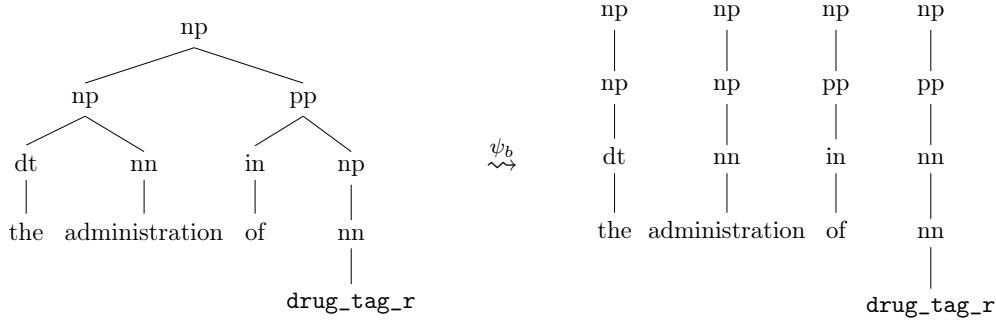 np np np np np
np pp np np pp pp
dt nn in np ψb dt nn in nn
the administration of nn the administration of nn
drug_tag_r drug_tag_r